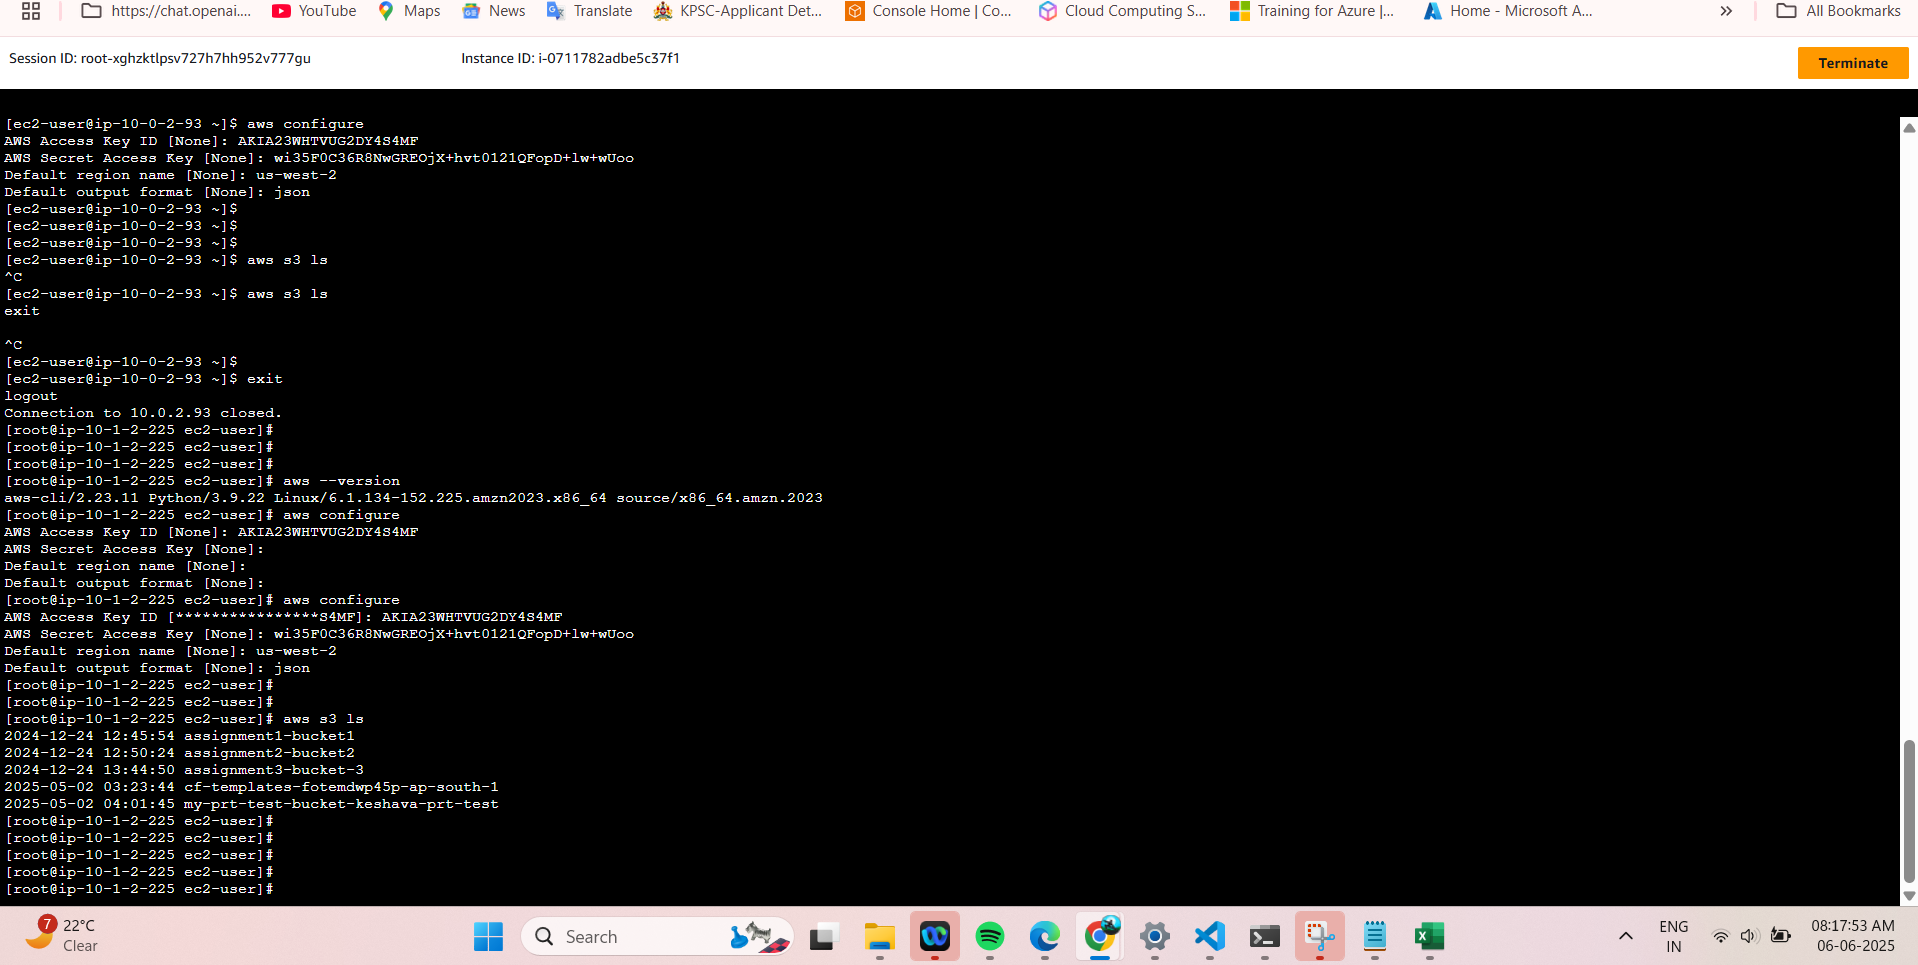 https://chat.openai.... YouTube Maps News Translate KPSC-Applicant Det... Console Home | Co... Cloud Computing S... Training for Azure |... Home - Microsoft A... All Bookmarks
Session ID: root-xghzktlpsv727h7hh952v777gu Instance ID: i-0711782adbe5c37f1 Terminate
[ec2-user@ip-10-0-2-93 ~]$ aws configure
AWS Access Key ID [None]: AKIA23WHTVUG2DY4S4MF
AWS Secret Access Key [None]: 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
Default region name [None]: us-west-2
Default output format [None]: json
[ec2-user@ip-10-0-2-93 ~]$
[ec2-user@ip-10-0-2-93 ~]$
[ec2-user@ip-10-0-2-93 ~]$
[ec2-user@ip-10-0-2-93 ~]$ aws s3 ls
^C
[ec2-user@ip-10-0-2-93 ~]$ aws s3 ls
exit
^C
[ec2-user@ip-10-0-2-93 ~]$
[ec2-user@ip-10-0-2-93 ~]$ exit
logout
Connection to 10.0.2.93 closed.
[root@ip-10-1-2-225 ec2-user]#
[root@ip-10-1-2-225 ec2-user]#
[root@ip-10-1-2-225 ec2-user]#
[root@ip-10-1-2-225 ec2-user]# aws --version
aws-cli/2.23.11 Python/3.9.22 Linux/6.1.134-152.225.amzn2023.x86_64 source/x86_64.amzn.2023
[root@ip-10-1-2-225 ec2-user]# aws configure
AWS Access Key ID [None]: AKIA23WHTVUG2DY4S4MF
AWS Secret Access Key [None]:
Default region name [None]:
Default output format [None]:
[root@ip-10-1-2-225 ec2-user]# aws configure
AWS Access Key ID [****************S4MF]: AKIA23WHTVUG2DY4S4MF
AWS Secret Access Key [None]: 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
Default region name [None]: us-west-2
Default output format [None]: json
[root@ip-10-1-2-225 ec2-user]#
[root@ip-10-1-2-225 ec2-user]#
[root@ip-10-1-2-225 ec2-user]# aws s3 ls
2024-12-24 12:45:54 assignment1-bucket1
2024-12-24 12:50:24 assignment2-bucket2
2024-12-24 13:44:50 assignment3-bucket-3
2025-05-02 03:23:44 cf-templates-fotemdwp45p-ap-south-1
2025-05-02 04:01:45 my-prt-test-bucket-keshava-prt-test
[root@ip-10-1-2-225 ec2-user]#
[root@ip-10-1-2-225 ec2-user]#
[root@ip-10-1-2-225 ec2-user]#
[root@ip-10-1-2-225 ec2-user]#
[root@ip-10-1-2-225 ec2-user]#
7 22°C
Clear
Search
ENG
IN
08:17:53 AM
06-06-2025